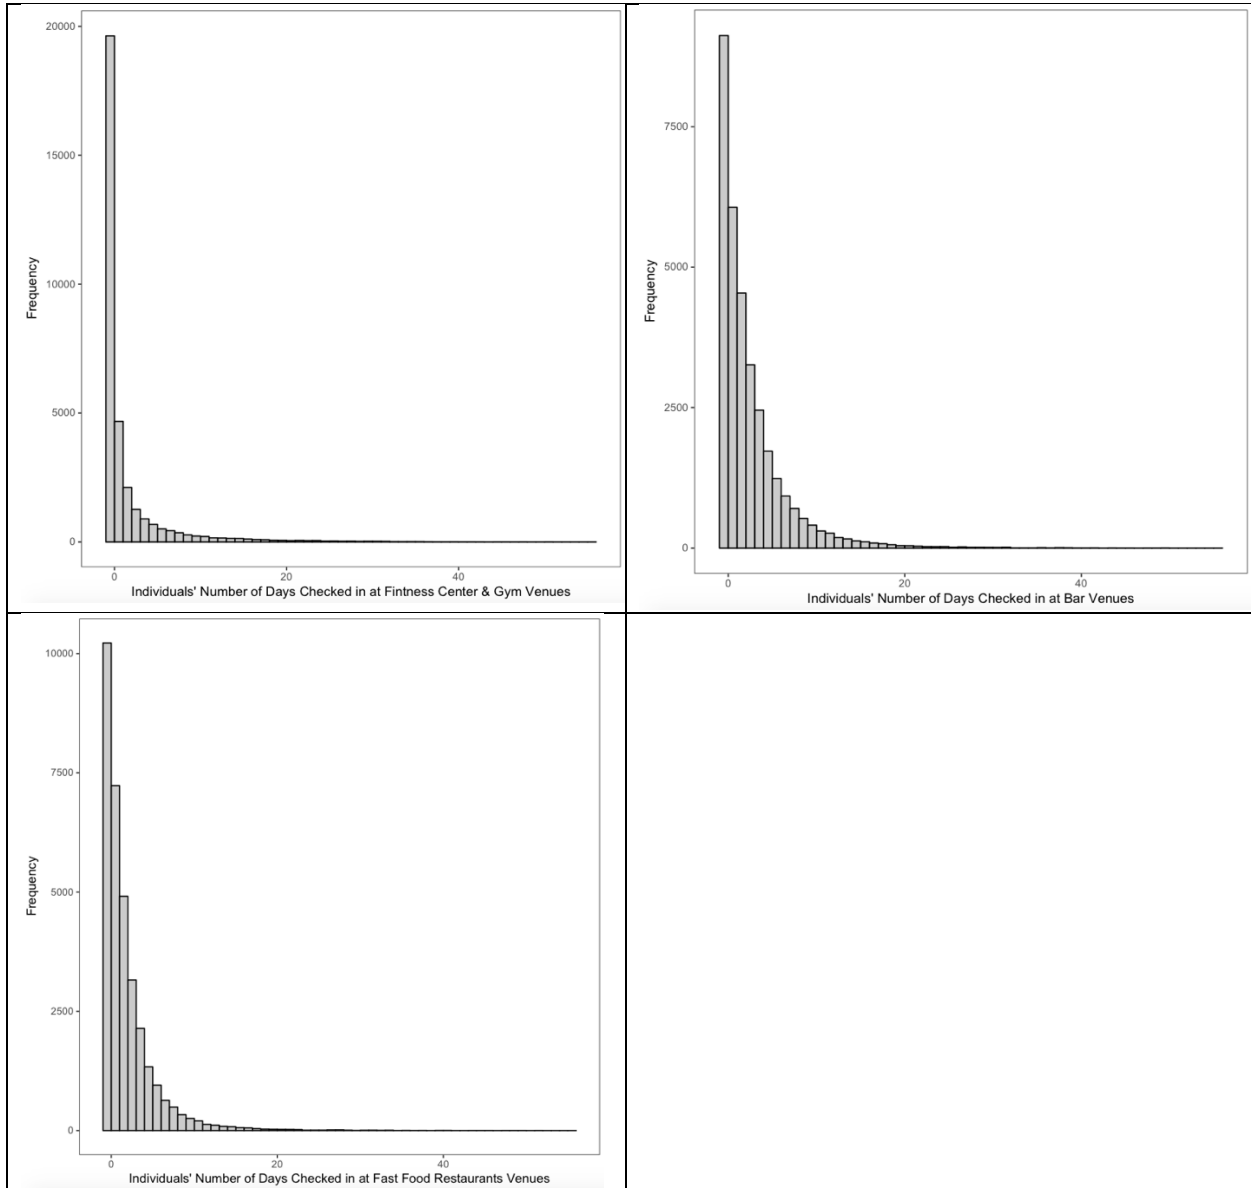 20000
15000
10000
5000
0
Frequency
0 20 40
Individuals' Number of Days Checked in at Fintness Center & Gym Venues
7500
5000
2500
0
Frequency
0 20 40
Individuals' Number of Days Checked in at Bar Venues
10000
7500
5000
2500
0
Frequency
0 20 40
Individuals' Number of Days Checked in at Fast Food Restaurants Venues